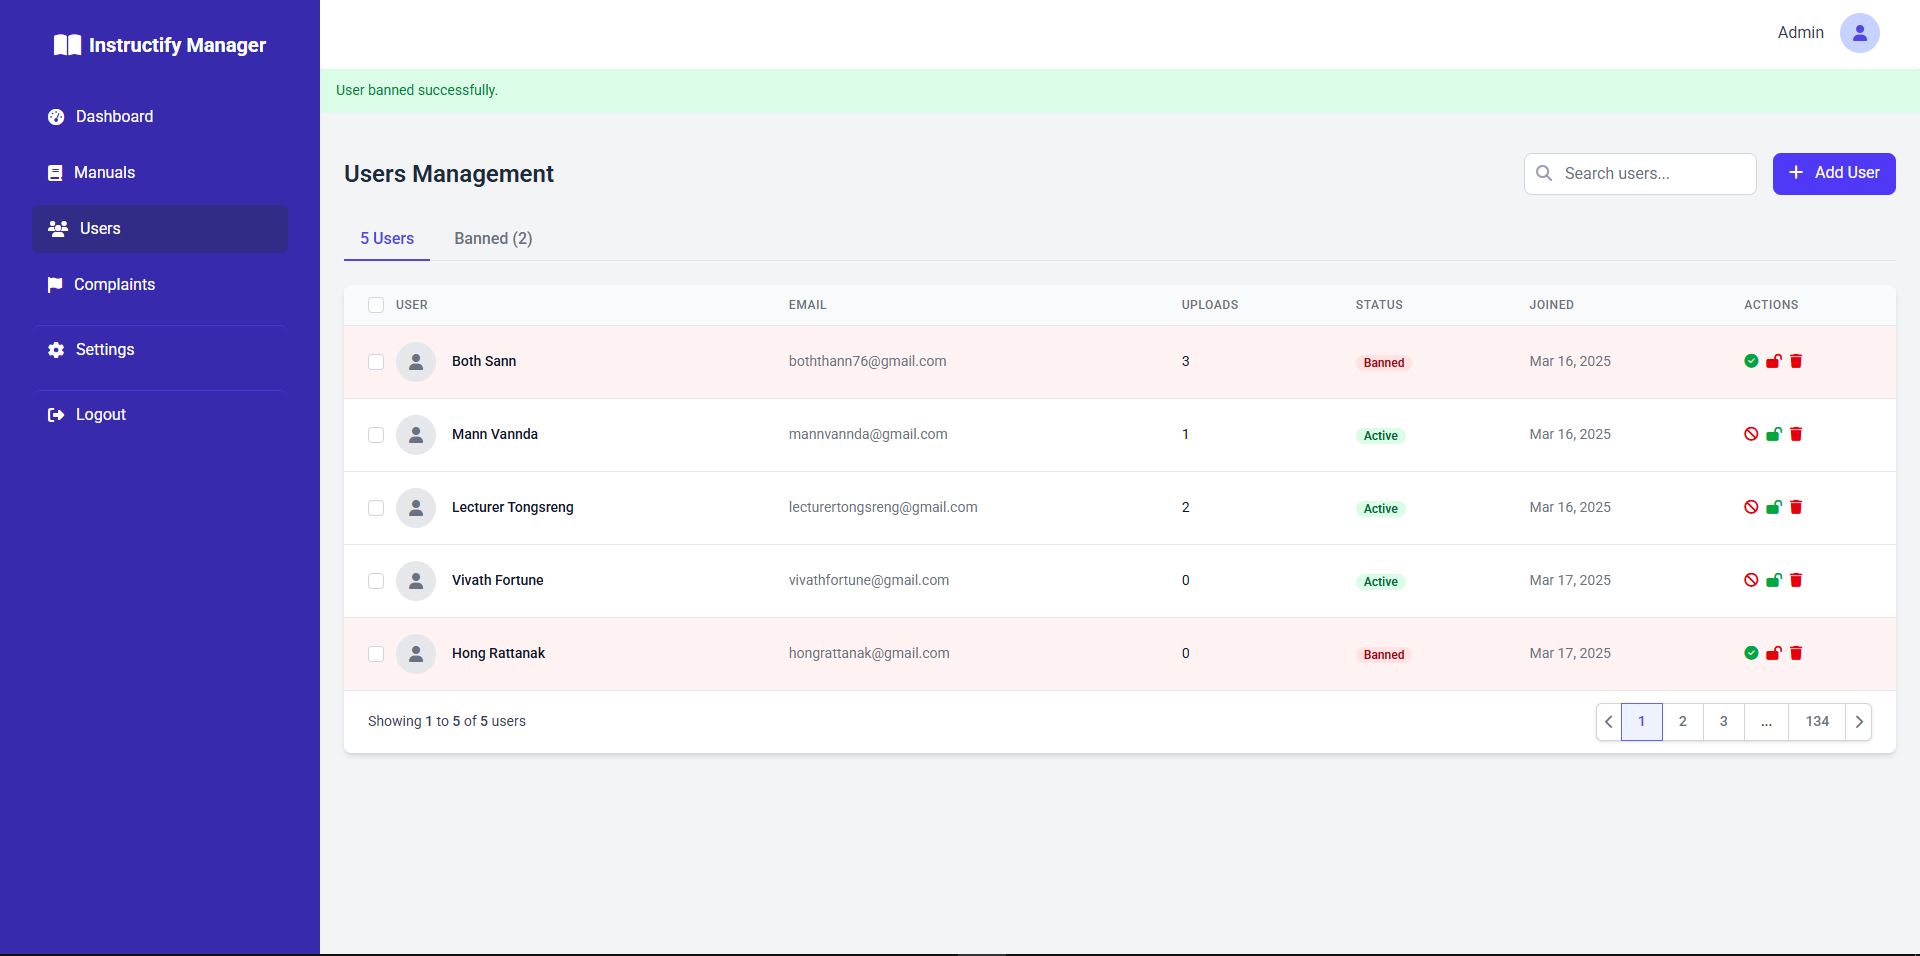 Instructify Manager
Dashboard
Manuals
Users
Complaints
Settings
Logout
Admin
User banned successfully.
Users Management
Search users...
Add User
5 Users Banned (2)
USER EMAIL UPLOADS STATUS JOINED ACTIONS
Both Sann boththann76@gmail.com 3 Banned Mar 16, 2025
Mann Vannda mannvannda@gmail.com 1 Active Mar 16, 2025
Lecturer Tongsreng lecturertongsreng@gmail.com 2 Active Mar 16, 2025
Vivath Fortune vivathfortune@gmail.com 0 Active Mar 17, 2025
Hong Rattanak hongrattanak@gmail.com 0 Banned Mar 17, 2025
Showing 1 to 5 of 5 users
1 2 3 ... 134